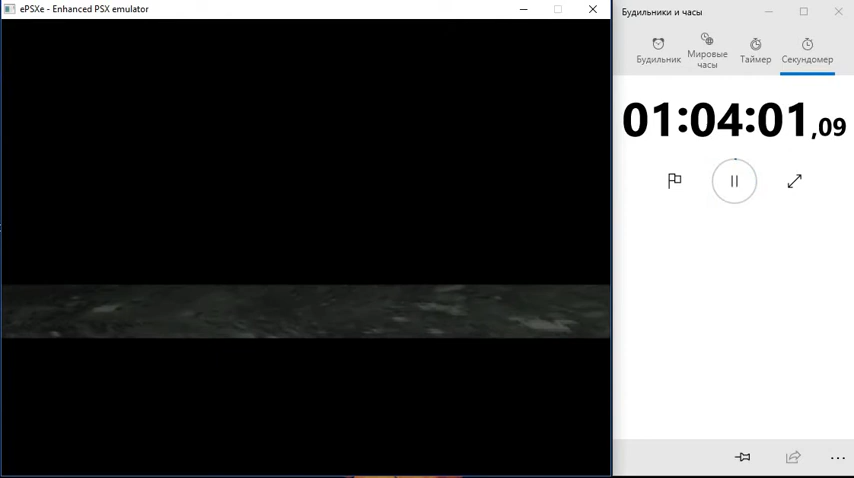 ePSXe - Enhanced PSX emulator
Будильники и часы
Будильник
Мировые
часы
Таймер
Секундомер
01:04:01,09